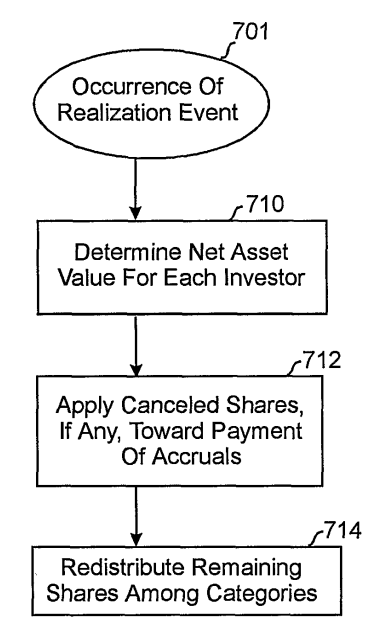 701
Occurrence Of
Realization Event
710
Determine Net Asset
Value For Each Investor
712
Apply Canceled Shares,
If Any, Toward Payment
Of Accruals
714
Redistribute Remaining
Shares Among Categories